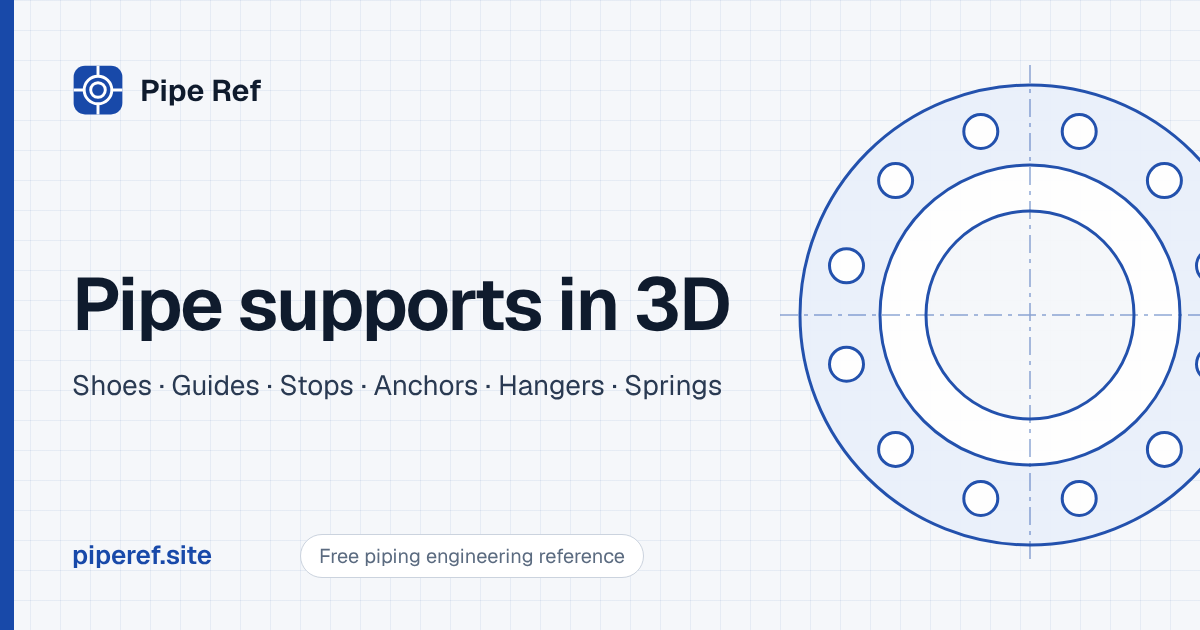 Pipe Ref
Pipe supports in 3D
Shoes · Guides · Stops · Anchors · Hangers · Springs
piperef.site
Free piping engineering reference